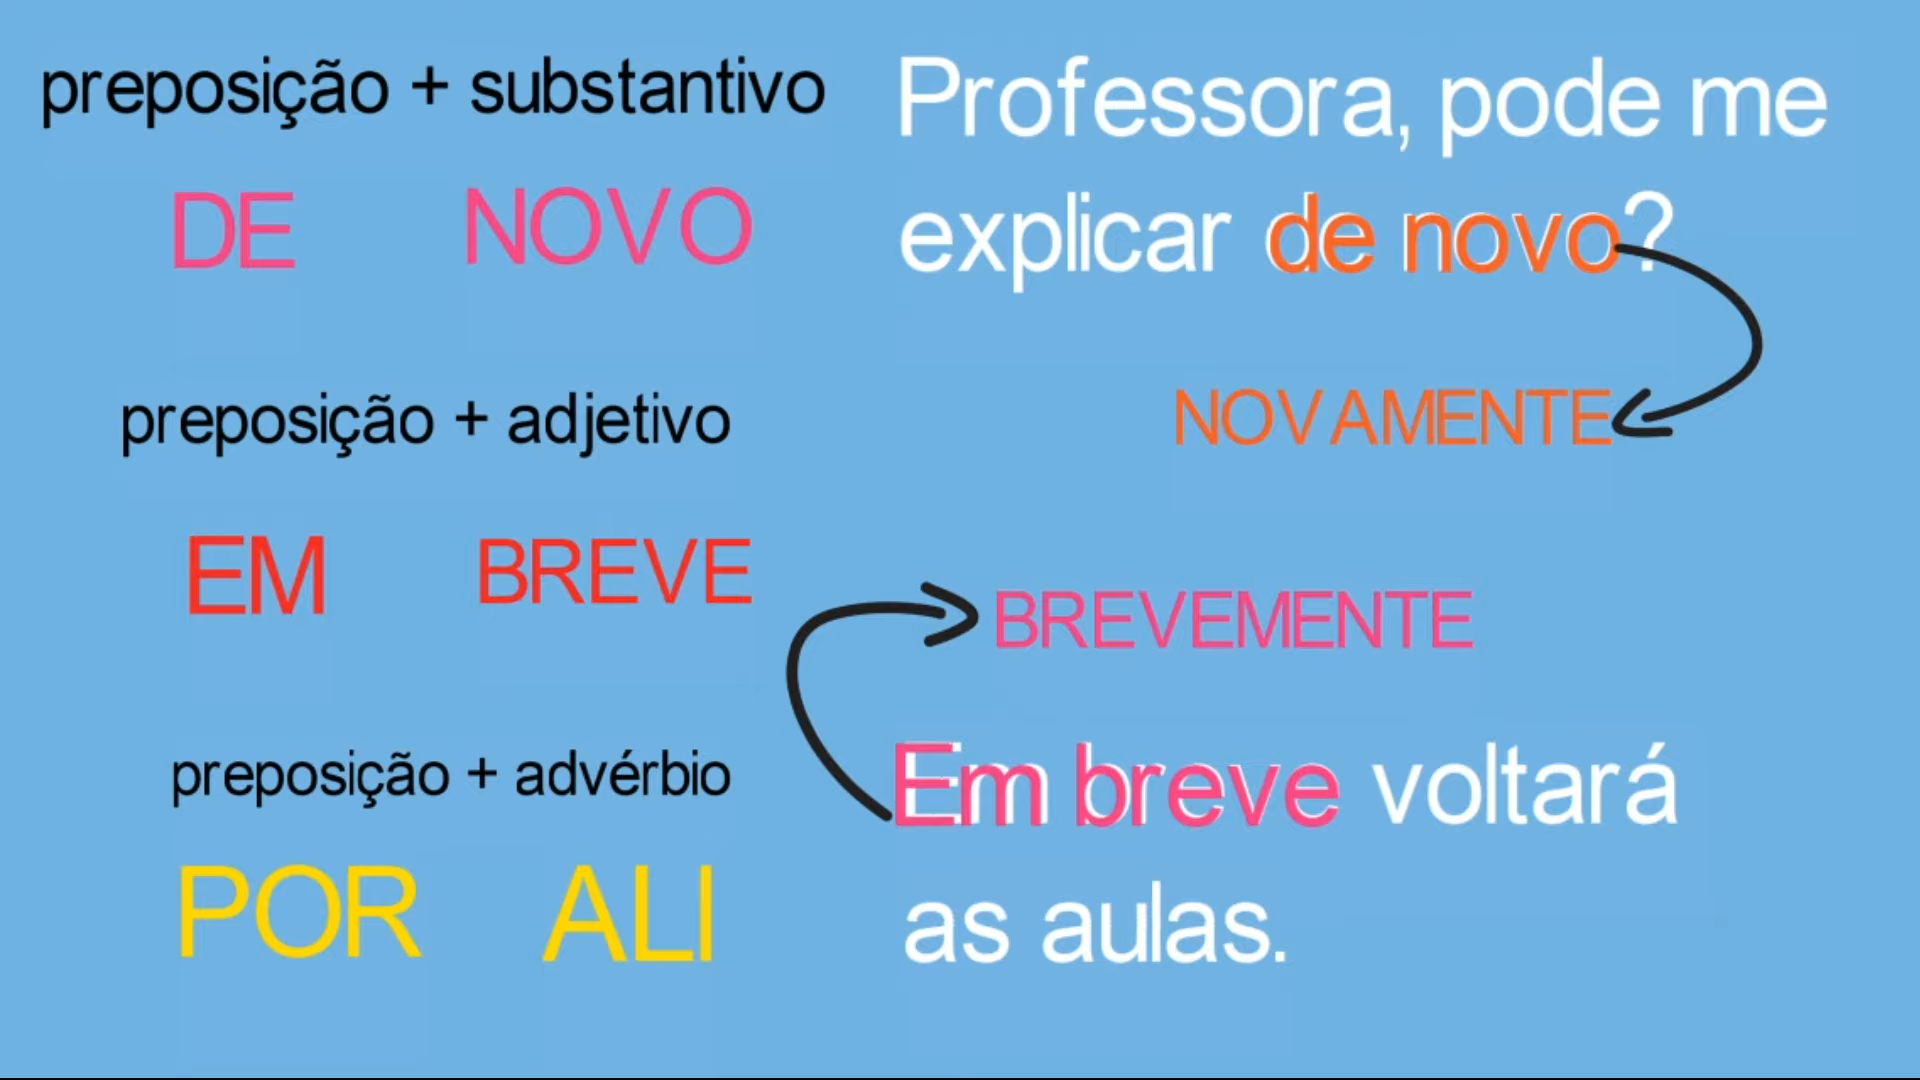 preposição + substantivo
DE NOVO
preposição + adjetivo
EM BREVE
preposição + advérbio
POR ALI
Professora, pode me
explicar de novo?
NOVAMENTE
BREVEMENTE
Em breve voltará
as aulas.